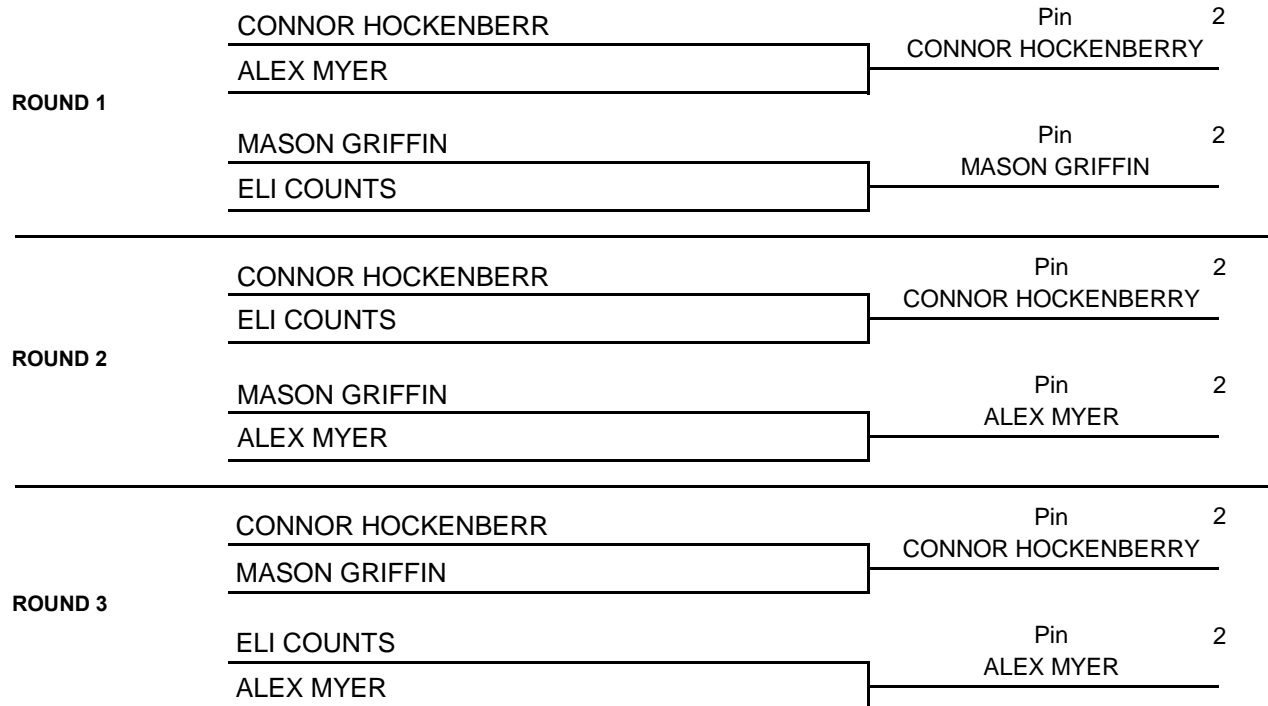 CONNOR HOCKENBERR
Pin 2
CONNOR HOCKENBERRY
ALEX MYER
ROUND 1
MASON GRIFFIN
Pin 2
MASON GRIFFIN
ELI COUNTS
CONNOR HOCKENBERR
Pin 2
CONNOR HOCKENBERRY
ELI COUNTS
ROUND 2
MASON GRIFFIN
Pin 2
ALEX MYER
ALEX MYER
CONNOR HOCKENBERR
Pin 2
CONNOR HOCKENBERRY
MASON GRIFFIN
ROUND 3
ELI COUNTS
Pin 2
ALEX MYER
ALEX MYER